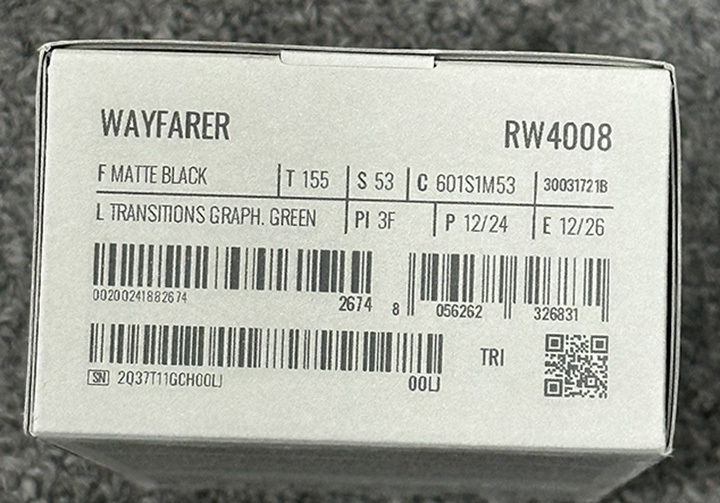 WAYFARER
RW4008
F MATTE BLACK T 155 S 53 C 601S1M53 30031721B
L TRANSITIONS GRAPH. GREEN PI 3F P 12/24 E 12/26
00200241882674 2674
8 056262 326831
TRI
SN 2Q37T11GCH00LJ 00LJ